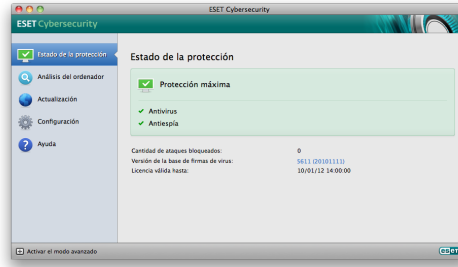 ESET Cybersecurity
ESET Cybersecurity
Estado de la protección
Análisis del ordenador
Actualización
Configuración
Ayuda
Estado de la protección
Protección máxima
Antivirus
Antiespía
Cantidad de ataques bloqueados: 0
Versión de la base de firmas de virus: 5611 (20101111)
Licencia válida hasta: 10/01/12 14:00:00
Activar el modo avanzado
eset